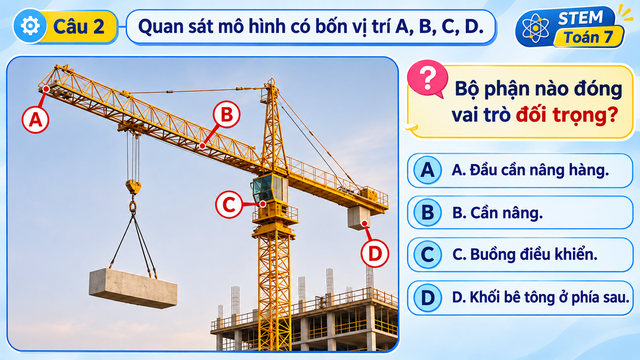 Câu 2
Quan sát mô hình có bốn vị trí A, B, C, D.
STEM
Toán 7
A
B
C
D
?
Bộ phận nào đóng
vai trò đối trọng?
A A. Đầu cần nâng hàng.
B B. Cần nâng.
C C. Buồng điều khiển.
D D. Khối bê tông ở phía sau.